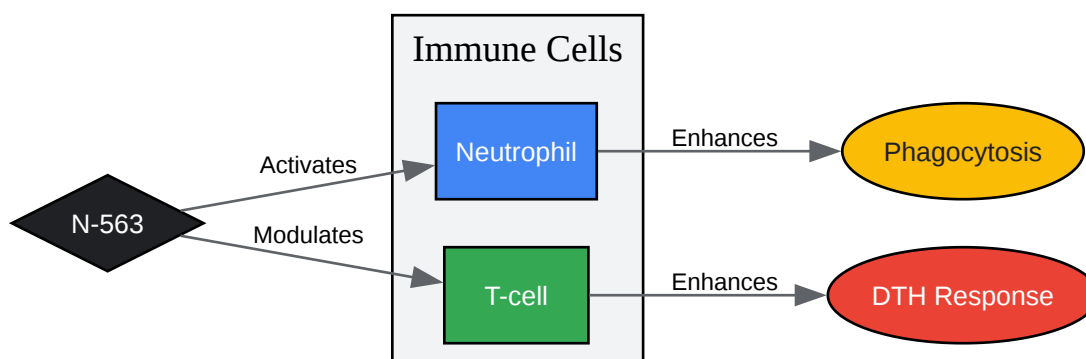 Immune Cells
Neutrophil
Enhances
Phagocytosis
Activates
N-563
Modulates
T-cell
Enhances
DTH Response